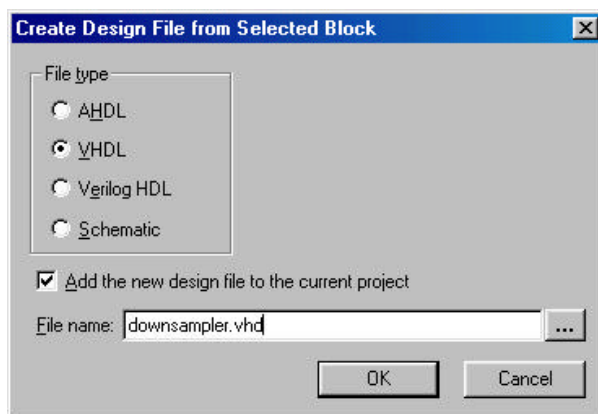 Create Design File from Selected Block
File type
AHDL
VHDL
Verilog HDL
Schematic
Add the new design file to the current project
File name: downsampler.vhd ...
OK Cancel